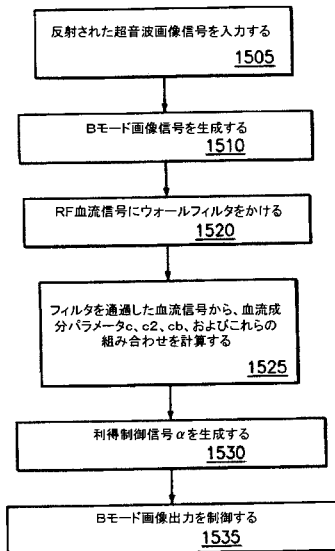 反射された超音波画像信号を入力する
1505
Bモード画像信号を生成する
1510
RF血流信号にウォールフィルタをかける
1520
フィルタを通過した血流信号から、血流成
分パラメータc、c2、cb、およびこれらの
組み合わせを計算する
1525
利得制御信号αを生成する
1530
Bモード画像出力を制御する
1535